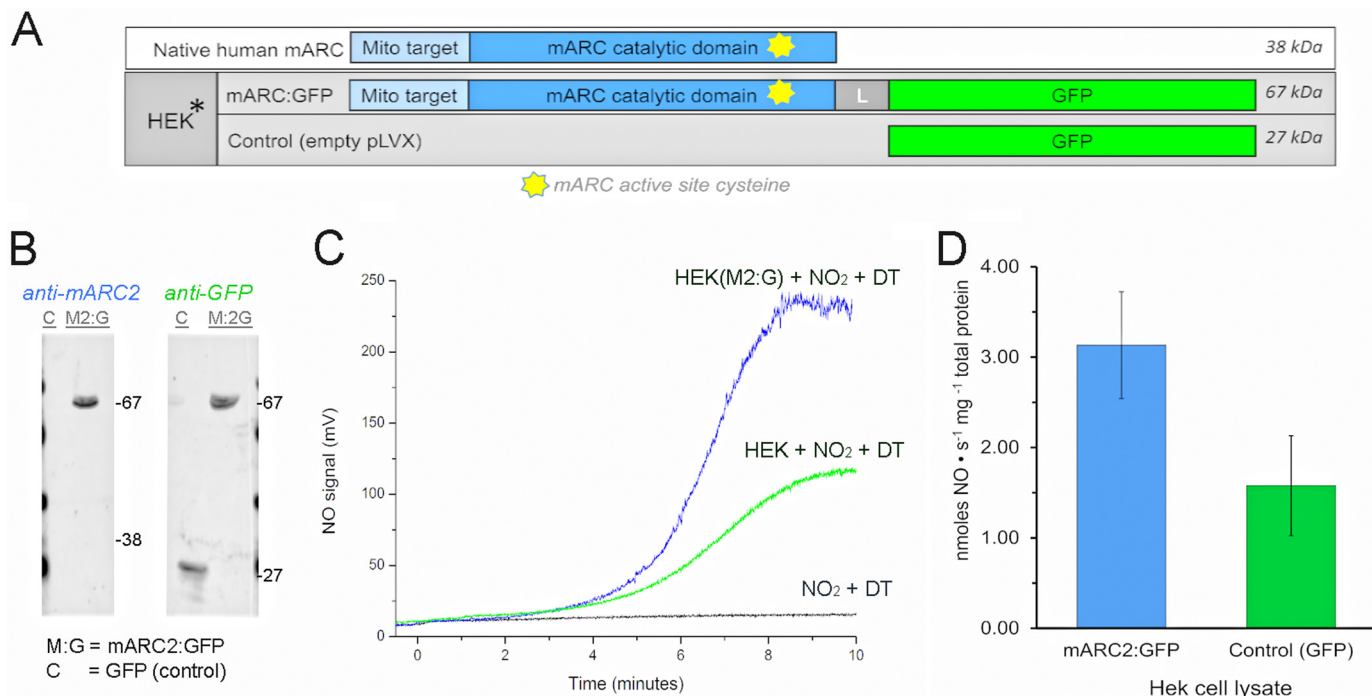 A
Native human mARC
Mito target
mARC catalytic domain
38 kDa
HEK*
mARC:GFP
Mito target
mARC catalytic domain
L
GFP
67 kDa
Control (empty pLVX)
GFP
27 kDa
mARC active site cysteine
B
anti-mARC2
anti-GFP
C M2:G
C M:2G
-67
-67
-38
-27
M:G = mARC2:GFP
C = GFP (control)
C
HEK(M2:G) + NO2 + DT
HEK + NO2 + DT
NO2 + DT
NO signal (mV)
250
200
150
100
50
0
0 2 4 6 8 10
Time (minutes)
D
nmoles NO • s-1 mg -1 total protein
4.00
3.00
2.00
1.00
0.00
mARC2:GFP
Control (GFP)
Hek cell lysate